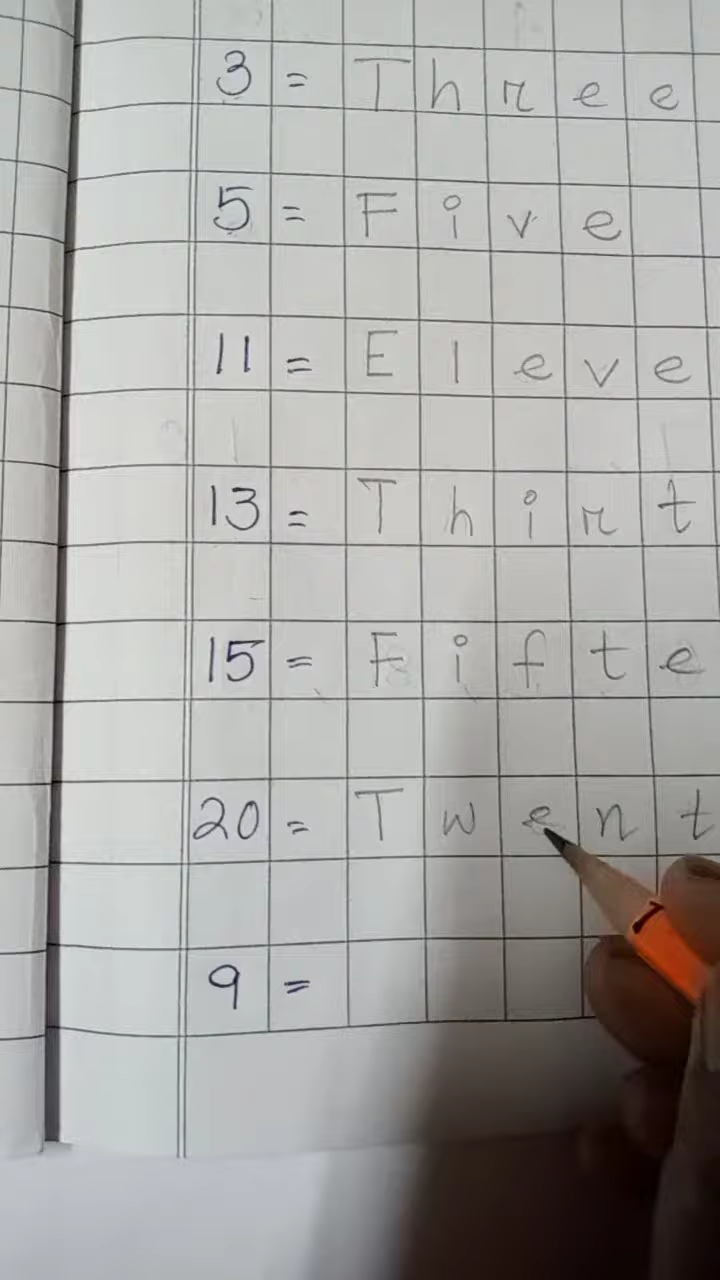 3 = Three
5 = Five
11 = Eleve
13 = Thirt
15 = Fifte
20 = Twent
9 =